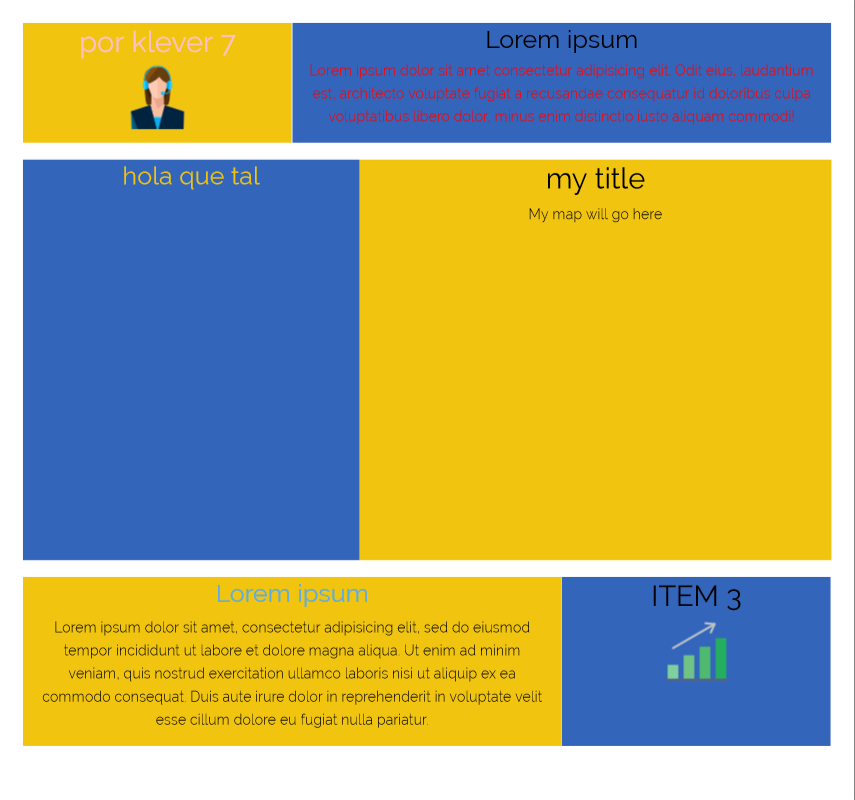 por klever 7
Lorem ipsum
Lorem ipsum dolor sit amet consectetur adipisicing elit. Odit eius, laudantium
est, architecto voluptate fugiat a recusandae consequatur id doloribus culpa
voluptatibus libero dolor, minus enim distinctio iusto aliquam commodi!
hola que tal
my title
My map will go here
Lorem ipsum
Lorem ipsum dolor sit amet, consectetur adipisicing elit, sed do eiusmod
tempor incididunt ut labore et dolore magna aliqua. Ut enim ad minim
veniam, quis nostrud exercitation ullamco laboris nisi ut aliquip ex ea
commodo consequat. Duis aute irure dolor in reprehenderit in voluptate velit
esse cillum dolore eu fugiat nulla pariatur.
ITEM 3